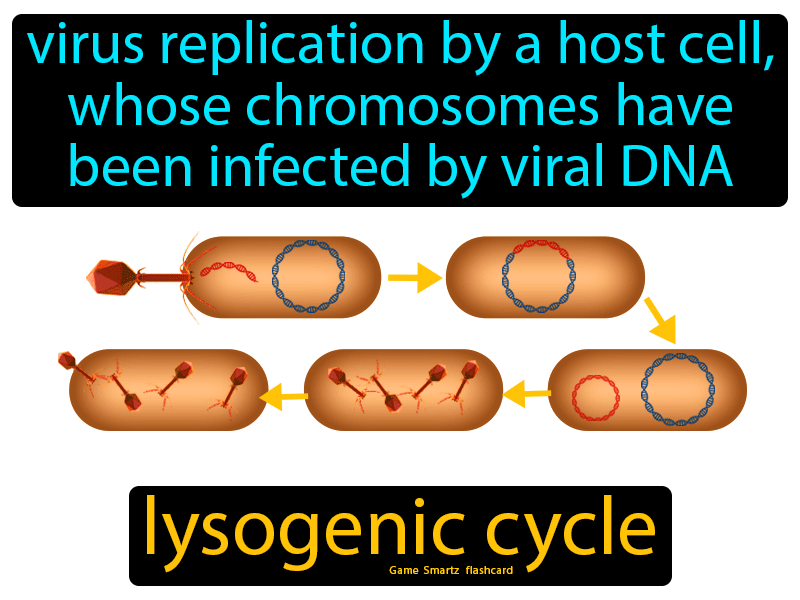 virus replication by a host cell,
whose chromosomes have
been infected by viral DNA
lysogenic cycle
Game Smartz flashcard